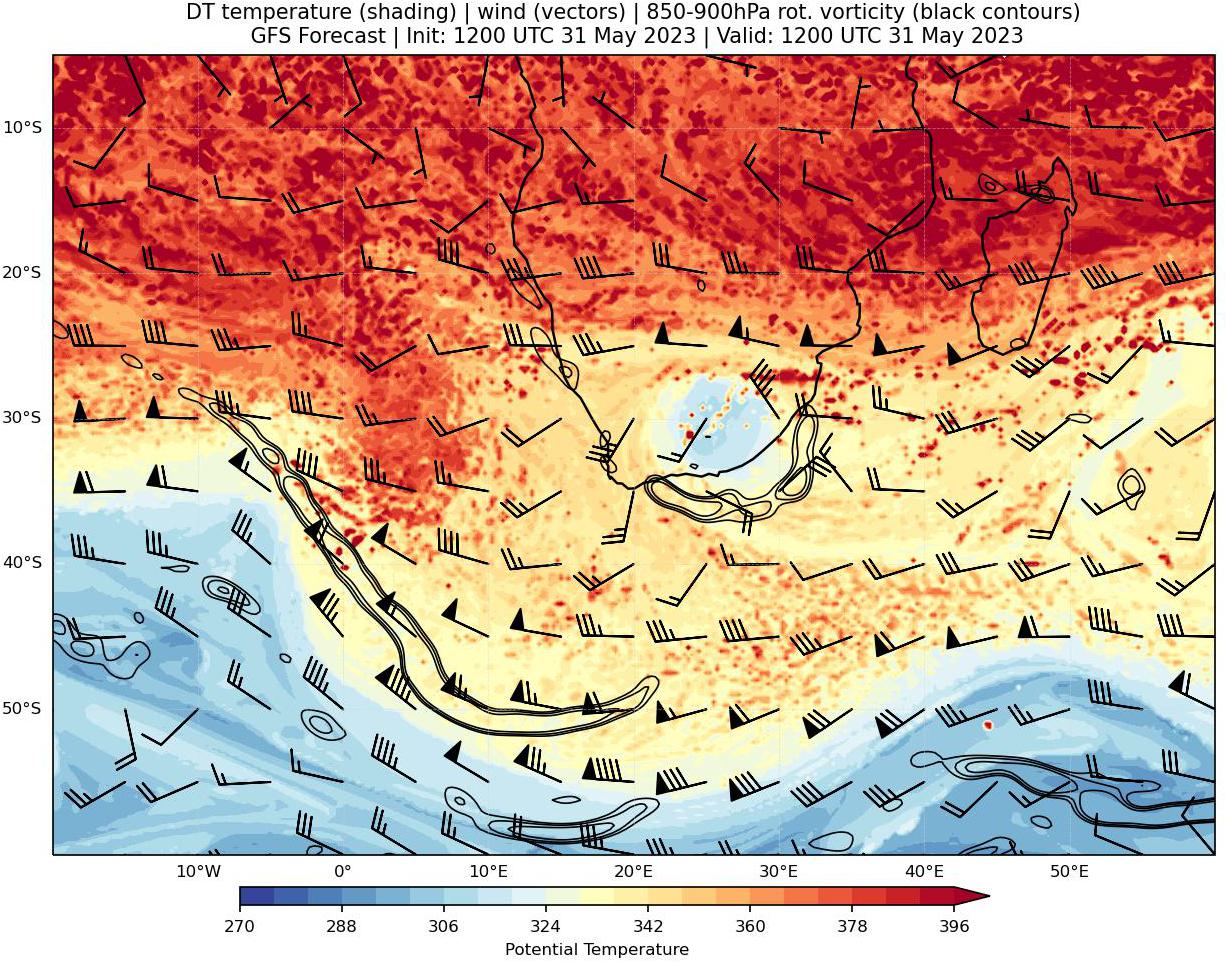 DT temperature (shading) | wind (vectors) | 850-900hPa rot. vorticity (black contours)
GFS Forecast | Init: 1200 UTC 31 May 2023 | Valid: 1200 UTC 31 May 2023
10°S
20°S
30°S
40°S
50°S
10°W 0° 10°E 20°E 30°E 40°E 50°E
270 288 306 324 342 360 378 396
Potential Temperature